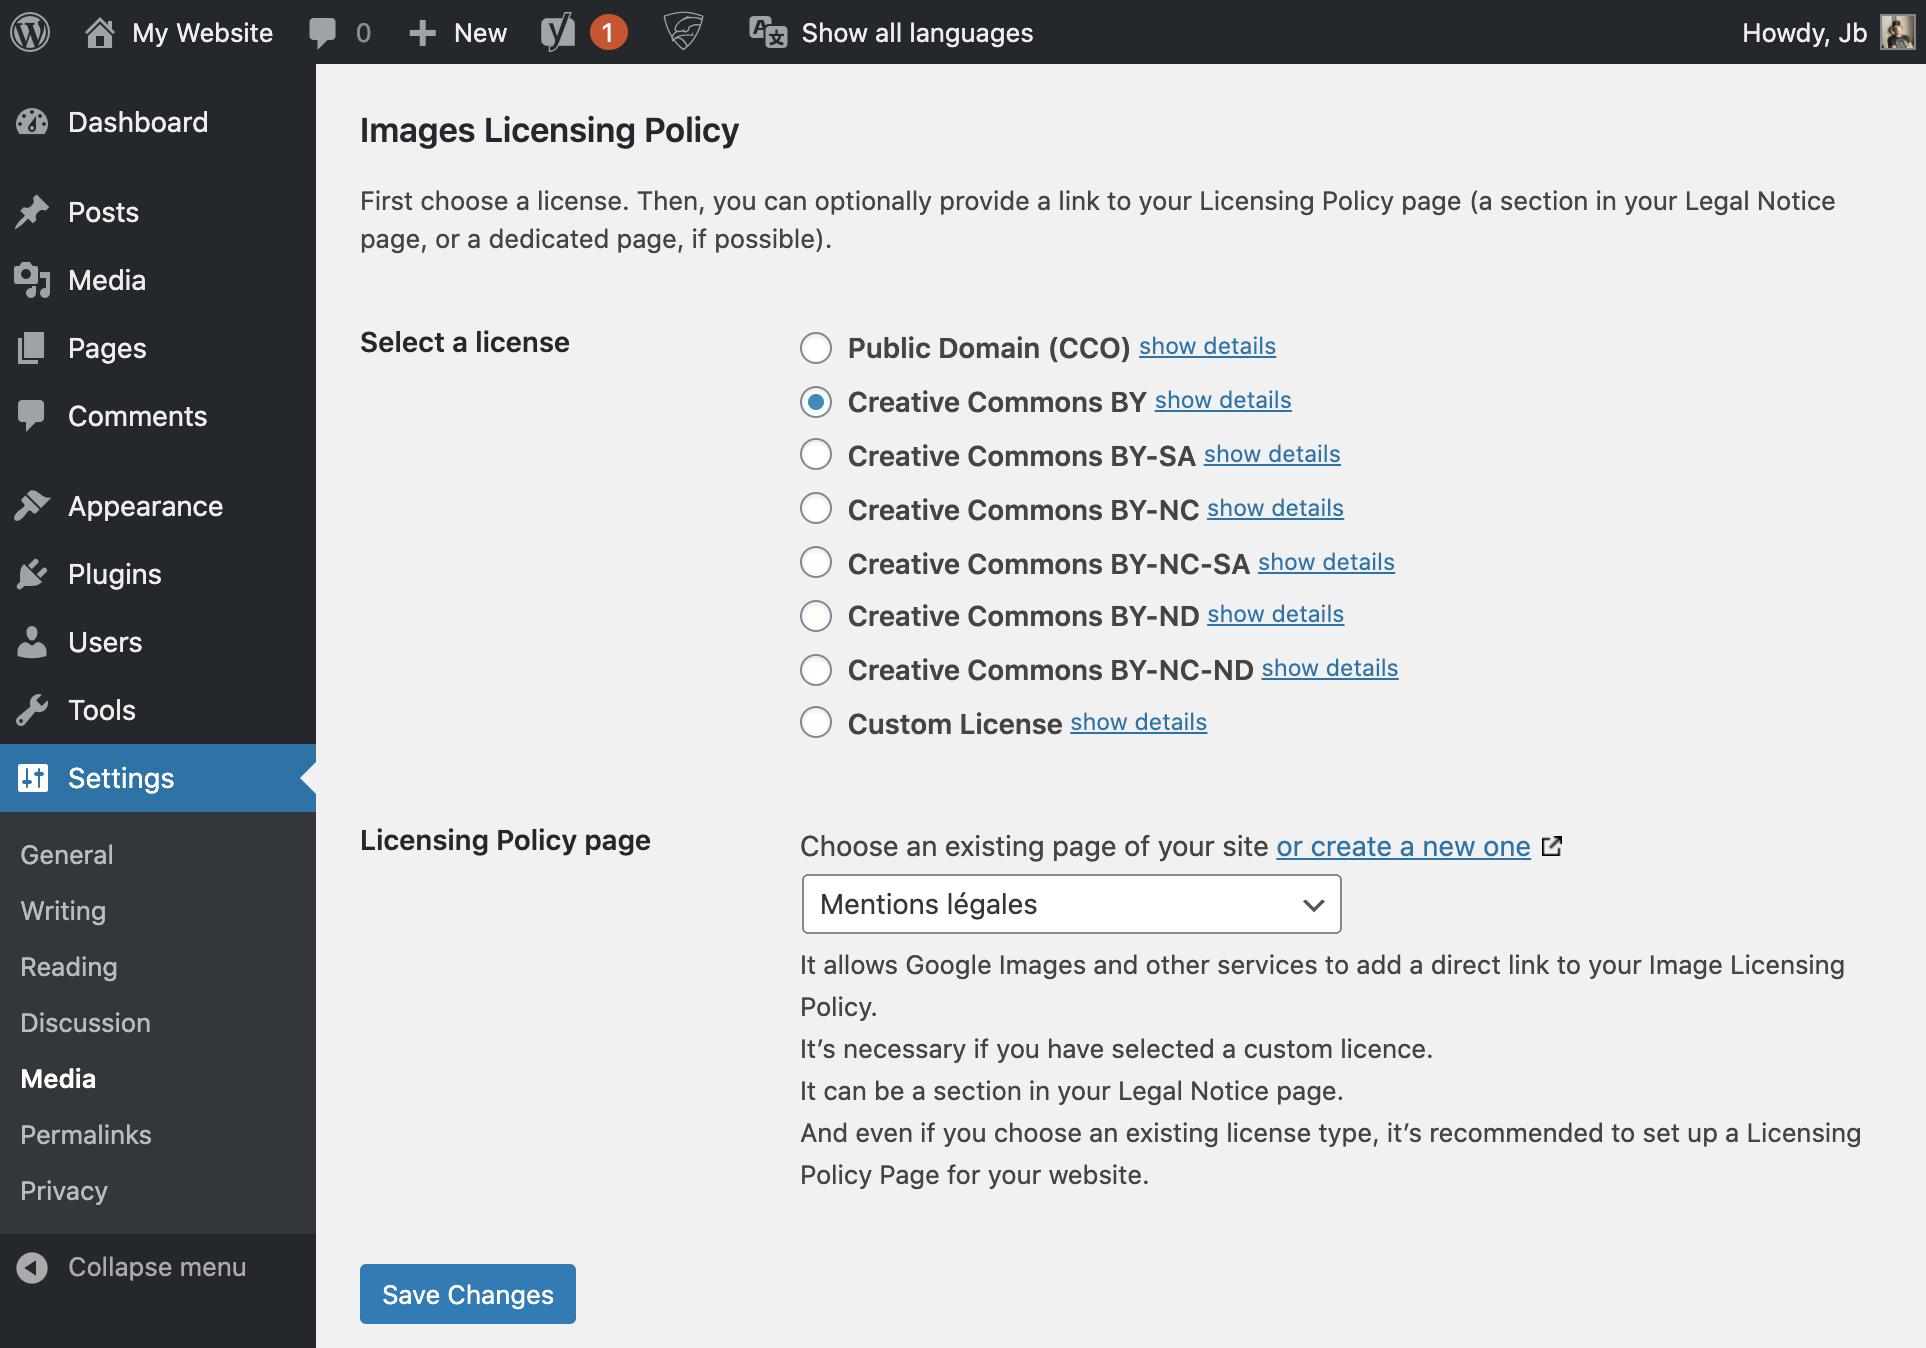 My Website
0
New
1
Show all languages
Howdy, Jb
Dashboard
Posts
Media
Pages
Comments
Appearance
Plugins
Users
Tools
Settings
General
Writing
Reading
Discussion
Media
Permalinks
Privacy
Collapse menu
Images Licensing Policy
First choose a license. Then, you can optionally provide a link to your Licensing Policy page (a section in your Legal Notice
page, or a dedicated page, if possible).
Select a license
Public Domain (CCO) show details
Creative Commons BY show details
Creative Commons BY-SA show details
Creative Commons BY-NC show details
Creative Commons BY-NC-SA show details
Creative Commons BY-ND show details
Creative Commons BY-NC-ND show details
Custom License show details
Licensing Policy page
Choose an existing page of your site or create a new one
Mentions légales
It allows Google Images and other services to add a direct link to your Image Licensing
Policy.
It’s necessary if you have selected a custom licence.
It can be a section in your Legal Notice page.
And even if you choose an existing license type, it’s recommended to set up a Licensing
Policy Page for your website.
Save Changes